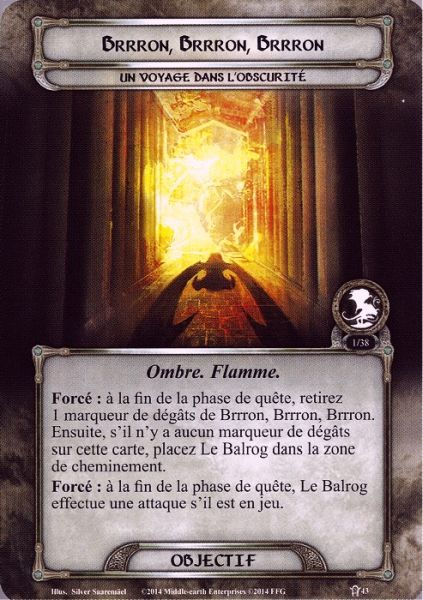 Brrron, Brrron, Brrron
un voyage dans l'obscurité
1/38
Ombre. Flamme.
Forcé : à la fin de la phase de quête, retirez
1 marqueur de dégâts de Brrron, Brrron, Brrron.
Ensuite, s'il n'y a aucun marqueur de dégâts
sur cette carte, placez Le Balrog dans la zone
de cheminement.
Forcé : à la fin de la phase de quête, Le Balrog
effectue une attaque s'il est en jeu.
OBJECTIF
Illus. Silver Saaremäel ©2014 Middle-earth Enterprises ©2014 FFG 43